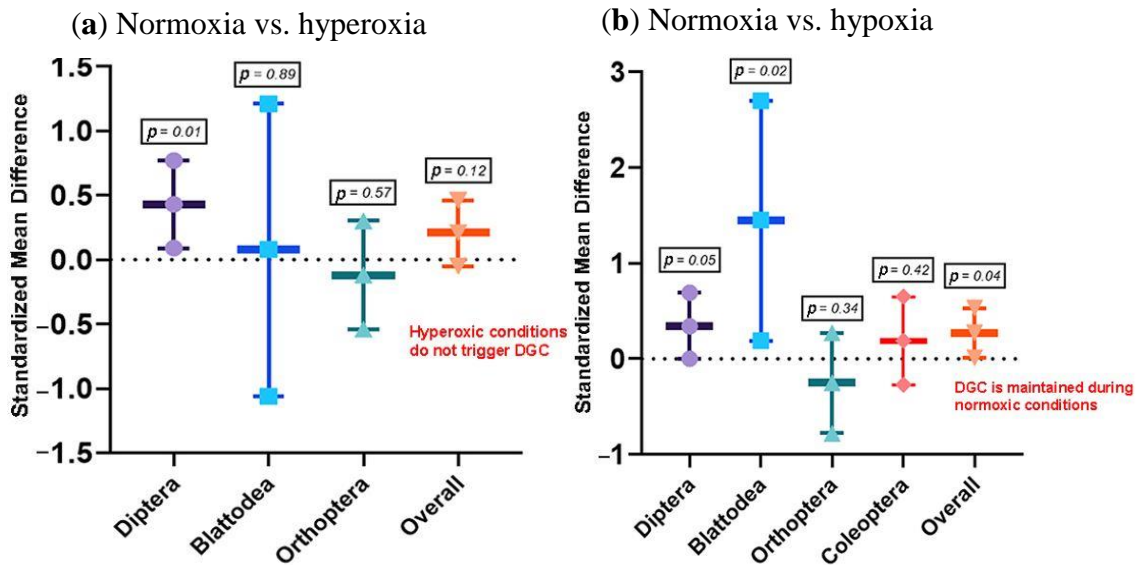 (a) Normoxia vs. hyperoxia
1.5
1.0
0.5
0.0
−0.5
−1.0
−1.5
Standardized Mean Difference
p = 0.01
p = 0.89
p = 0.57
p = 0.12
Hyperoxic conditions
do not trigger DGC
Diptera
Blattodea
Orthoptera
Overall
(b) Normoxia vs. hypoxia
3
2
1
0
−1
Standardized Mean Difference
p = 0.05
p = 0.02
p = 0.34
p = 0.42
p = 0.04
DGC is maintained during
normoxic conditions
Diptera
Blattodea
Orthoptera
Coleoptera
Overall